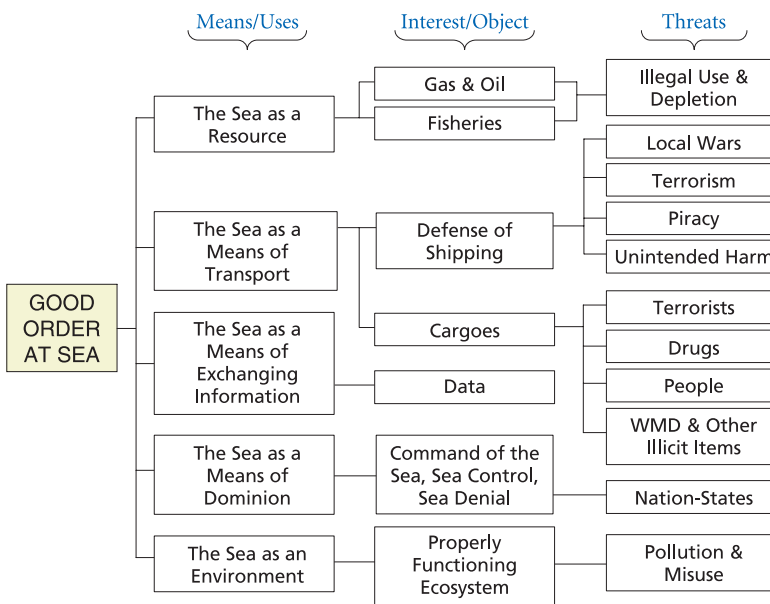 Means/Uses
Interest/Object
Threats
GOOD
ORDER
AT SEA
The Sea as a
Resource
Gas & Oil
Fisheries
Illegal Use &
Depletion
The Sea as a
Means of
Transport
Defense of
Shipping
Local Wars
Terrorism
Piracy
Unintended Harm
Cargoes
Terrorists
Drugs
People
WMD & Other
Illicit Items
The Sea as a
Means of
Exchanging
Information
Data
The Sea as a
Means of
Dominion
Command of the
Sea, Sea Control,
Sea Denial
Nation-States
The Sea as an
Environment
Properly
Functioning
Ecosystem
Pollution &
Misuse